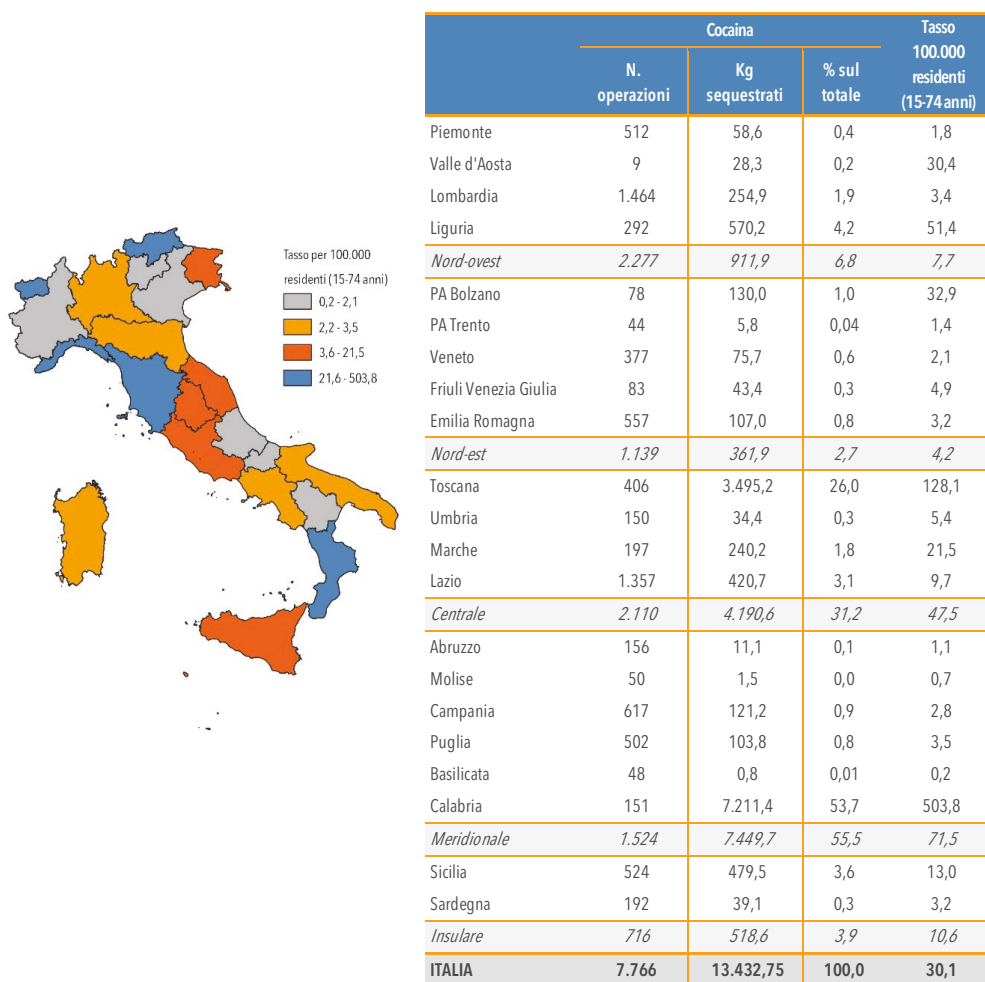 Tasso per 100.000
residenti (15-74 anni)
0,2 - 2,1
2,2 - 3,5
3,6 - 21,5
21,6 - 503,8
Cocaina
Tasso
100.000
residenti
(15-74 anni)
N.
operazioni
Kg
sequestrati
% sul
totale
Piemonte 512 58,6 0,4 1,8
Valle d'Aosta 9 28,3 0,2 30,4
Lombardia 1.464 254,9 1,9 3,4
Liguria 292 570,2 4,2 51,4
Nord-ovest 2.277 911,9 6,8 7,7
PA Bolzano 78 130,0 1,0 32,9
PA Trento 44 5,8 0,04 1,4
Veneto 377 75,7 0,6 2,1
Friuli Venezia Giulia 83 43,4 0,3 4,9
Emilia Romagna 557 107,0 0,8 3,2
Nord-est 1.139 361,9 2,7 4,2
Toscana 406 3.495,2 26,0 128,1
Umbria 150 34,4 0,3 5,4
Marche 197 240,2 1,8 21,5
Lazio 1.357 420,7 3,1 9,7
Centrale 2.110 4.190,6 31,2 47,5
Abruzzo 156 11,1 0,1 1,1
Molise 50 1,5 0,0 0,7
Campania 617 121,2 0,9 2,8
Puglia 502 103,8 0,8 3,5
Basilicata 48 0,8 0,01 0,2
Calabria 151 7.211,4 53,7 503,8
Meridionale 1.524 7.449,7 55,5 71,5
Sicilia 524 479,5 3,6 13,0
Sardegna 192 39,1 0,3 3,2
Insulare 716 518,6 3,9 10,6
ITALIA 7.766 13.432,75 100,0 30,1